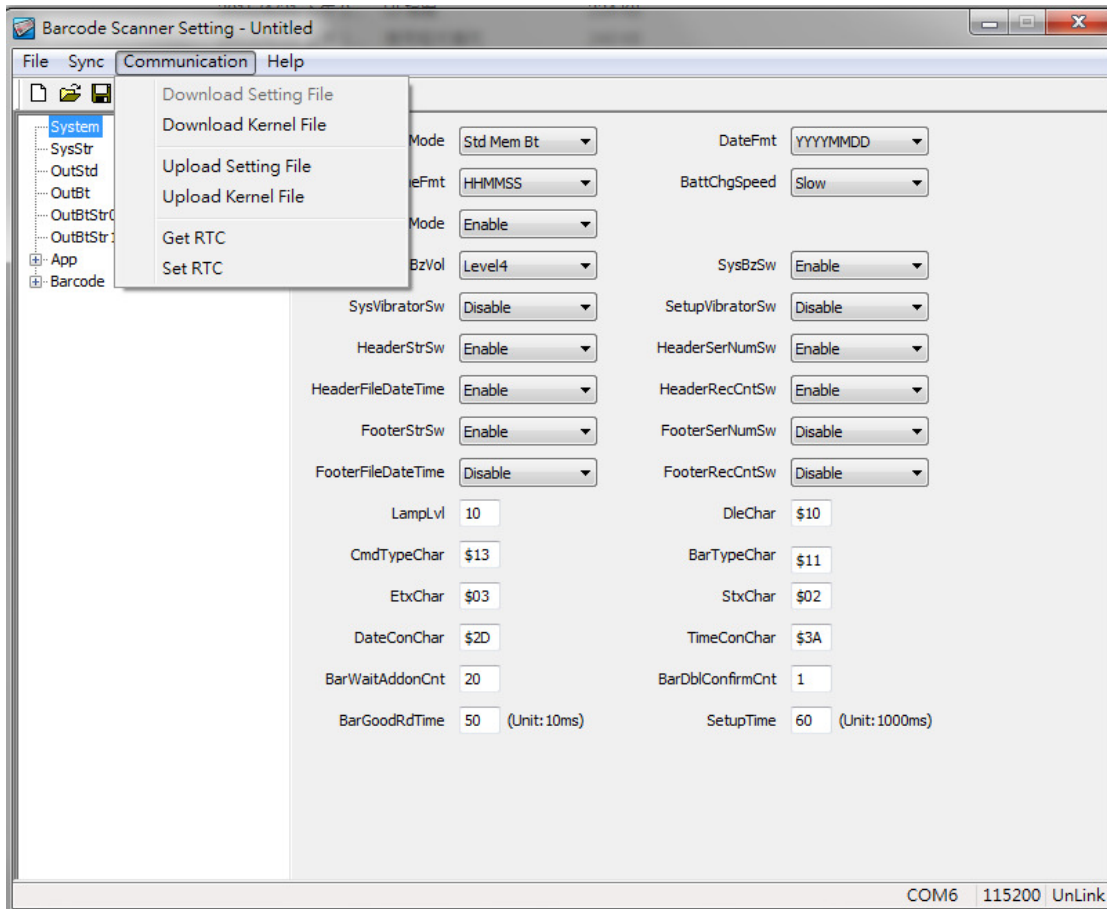 Barcode Scanner Setting - Untitled
File Sync Communication Help
Download Setting File
Download Kernel File
Upload Setting File
Upload Kernel File
Get RTC
Set RTC
System
SysStr
OutStd
OutBt
OutBtStr
OutBtStr
App
Barcode
Mode Std Mem Bt DateFmt YYYYMMDD
eFmt HHMMSS BattChgSpeed Slow
Mode Enable
BzVol Level4 SysBzSw Enable
SysVibratorSw Disable SetupVibratorSw Disable
HeaderStrSw Enable HeaderSerNumSw Enable
HeaderFileDateTime Enable HeaderRecCntSw Enable
FooterStrSw Enable FooterSerNumSw Disable
FooterFileDateTime Disable FooterRecCntSw Disable
LampLvl 10 DleChar $10
CmdTypeChar $13 BarTypeChar $11
EtxChar $03 StxChar $02
DateConChar $2D TimeConChar $3A
BarWaitAddonCnt 20 BarDblConfirmCnt 1
BarGoodRdTime 50 (Unit:10ms) SetupTime 60 (Unit:1000ms)
COM6 115200 UnLink